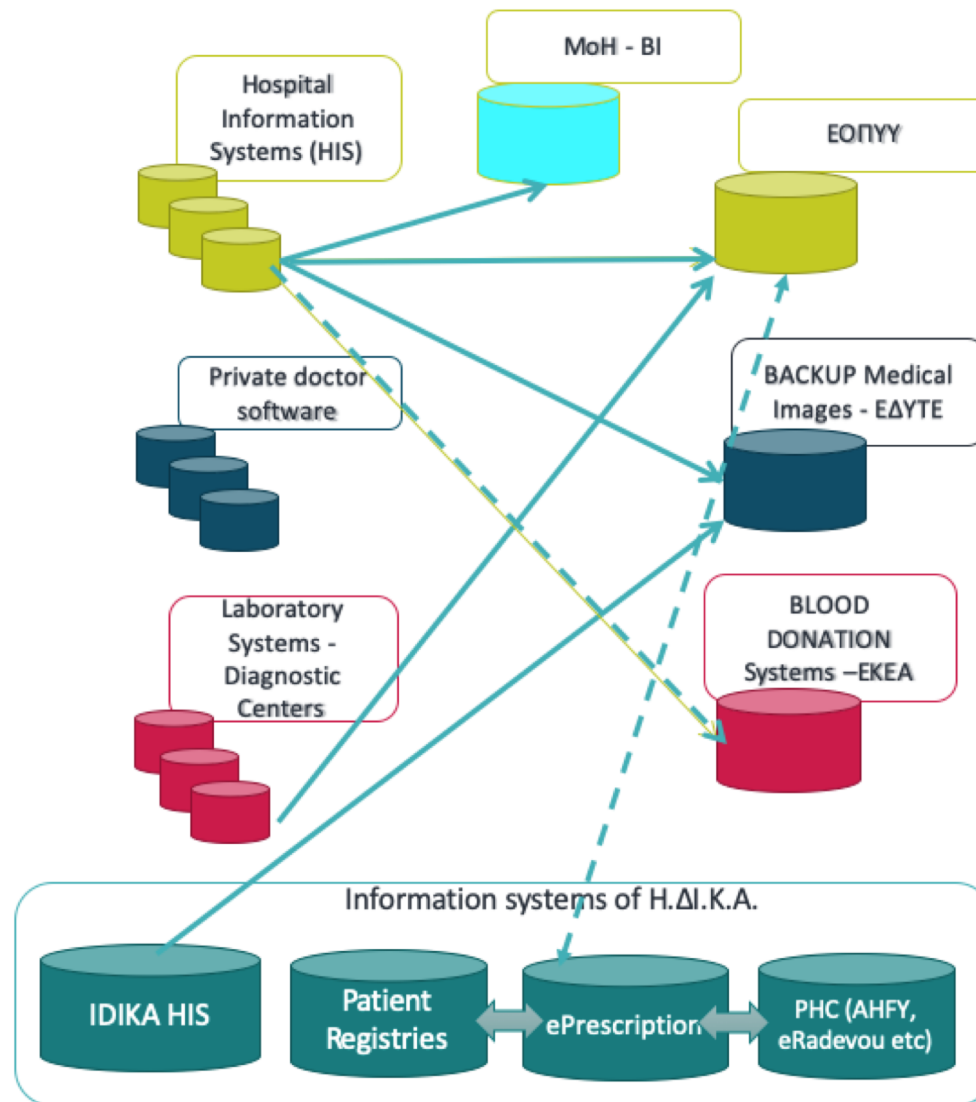 MoH - BI
Hospital
Information
Systems (HIS)
ΕΟΠΥΥ
Private doctor
software
BACKUP Medical
Images - ΕΔΥΤΕ
Laboratory
Systems -
Diagnostic
Centers
BLOOD
DONATION
Systems –EKEA
Information systems of Η.ΔΙ.Κ.Α.
IDIKA HIS
Patient
Registries
ePrescription
PHC (AHFY,
eRadevou etc)